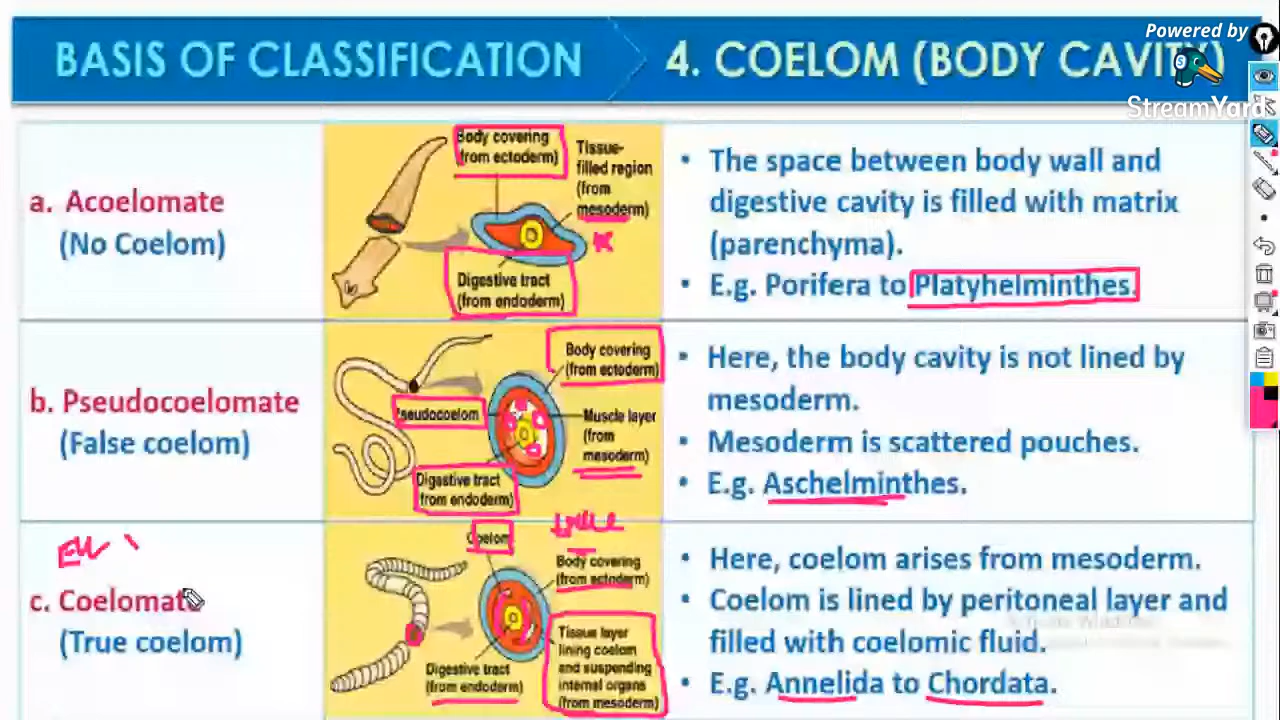 Powered by
StreamYard
BASIS OF CLASSIFICATION
4. COELOM (BODY CAVITY)
a. Acoelomate
(No Coelom)
Body covering
(from ectoderm)
Tissue-
filled region
(from
mesoderm)
Digestive tract
(from endoderm)
• The space between body wall and
digestive cavity is filled with matrix
(parenchyma).
• E.g. Porifera to Platyhelminthes.
b. Pseudocoelomate
(False coelom)
Body covering
(from ectoderm)
Pseudocoelom
Muscle layer
(from
mesoderm)
Digestive tract
(from endoderm)
• Here, the body cavity is not lined by
mesoderm.
• Mesoderm is scattered pouches.
• E.g. Aschelminthes.
EU
c. Coelomat
(True coelom)
Coelom
true
Body covering
(from ectoderm)
Tissue layer
lining coelom
and suspending
internal organs
(from mesoderm)
Digestive tract
(from endoderm)
• Here, coelom arises from mesoderm.
• Coelom is lined by peritoneal layer and
filled with coelomic fluid.
• E.g. Annelida to Chordata.